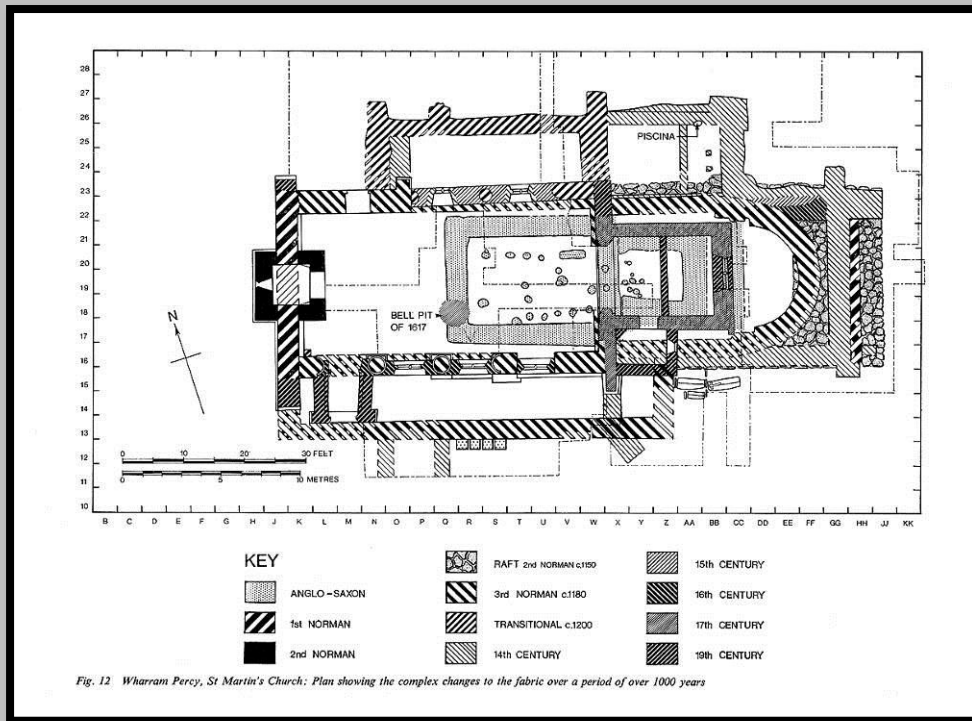 28
27
26
25
24
23
22
21
20
19
18
17
16
15
14
13
12
11
10
PISCINA
BELL PIT
OF 1617
N
0 10 20 30 FEET
0 5 10 METRES
B C D E F G H J K L M N O P Q R S T U V W X Y Z AA BB CC DD EE FF GG HH JJ KK
KEY
ANGLO-SAXON
1st NORMAN
2nd NORMAN
RAFT 2nd NORMAN c.1150
3rd NORMAN c.1180
TRANSITIONAL c.1200
14th CENTURY
15th CENTURY
16th CENTURY
17th CENTURY
19th CENTURY
Fig. 12 Wharram Percy, St Martin's Church: Plan showing the complex changes to the fabric over a period of over 1000 years